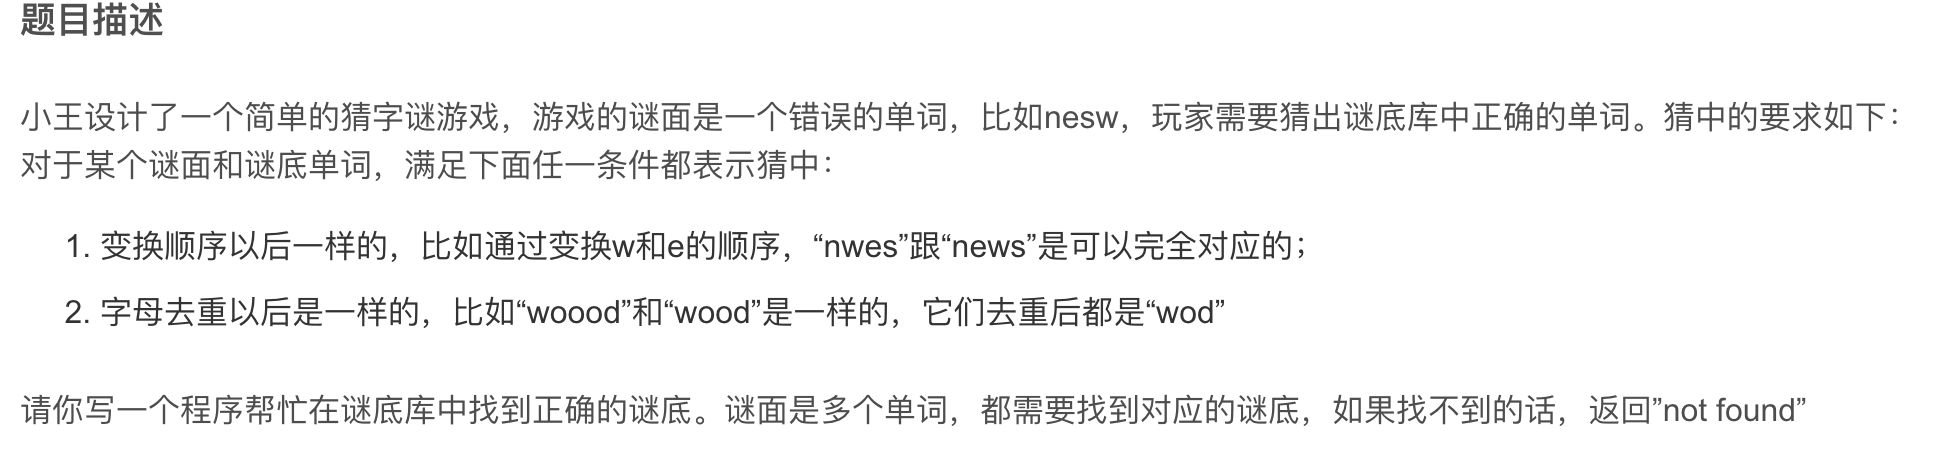 题目描述
小王设计了一个简单的猜字谜游戏，游戏的谜面是一个错误的单词，比如nesw，玩家需要猜出谜底库中正确的单词。猜中的要求如下：
对于某个谜面和谜底单词，满足下面任一条件都表示猜中：
1. 变换顺序以后一样的，比如通过变换w和e的顺序，“nwes”跟“news”是可以完全对应的；
2. 字母去重以后是一样的，比如“woood”和“wood”是一样的，它们去重后都是“wod”
请你写一个程序帮忙在谜底库中找到正确的谜底。谜面是多个单词，都需要找到对应的谜底，如果找不到的话，返回”not found”